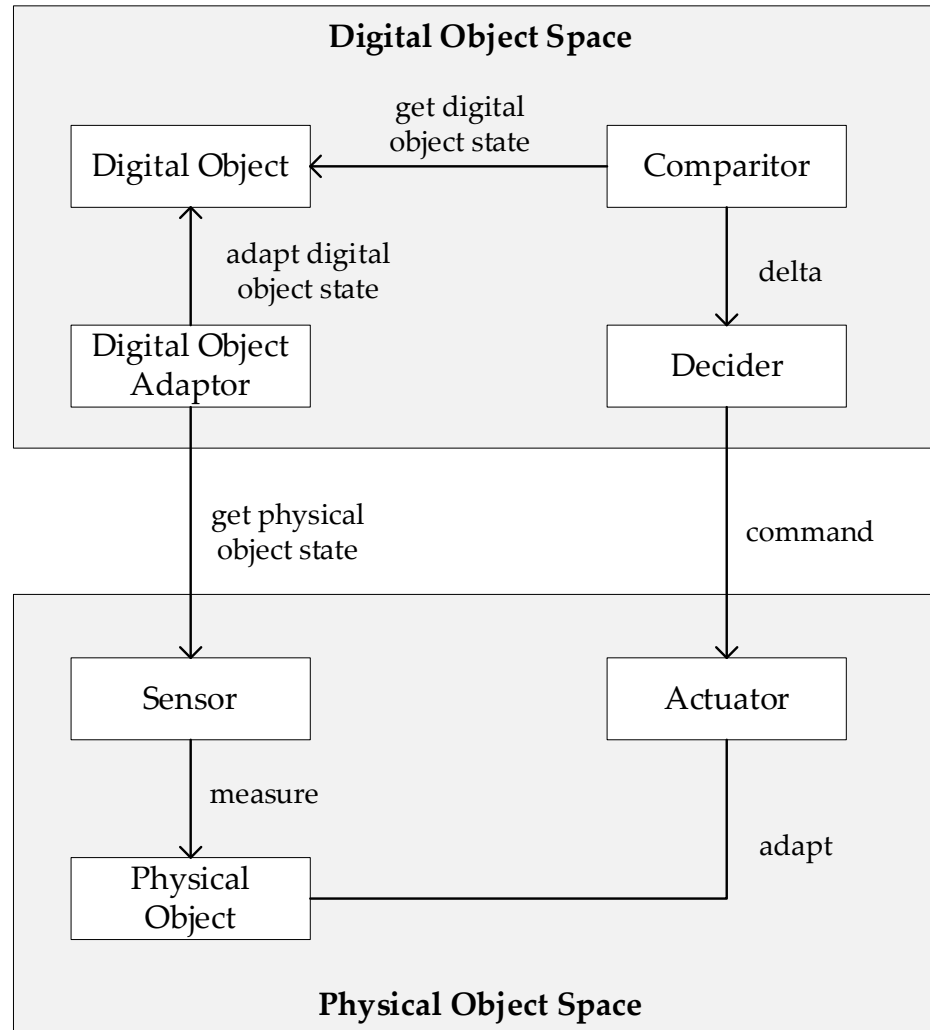 Digital Object Space
get digital
object state
Digital Object
Comparitor
adapt digital
object state
delta
Digital Object
Adaptor
Decider
get physical
object state
command
Sensor
Actuator
measure
adapt
Physical
Object
Physical Object Space